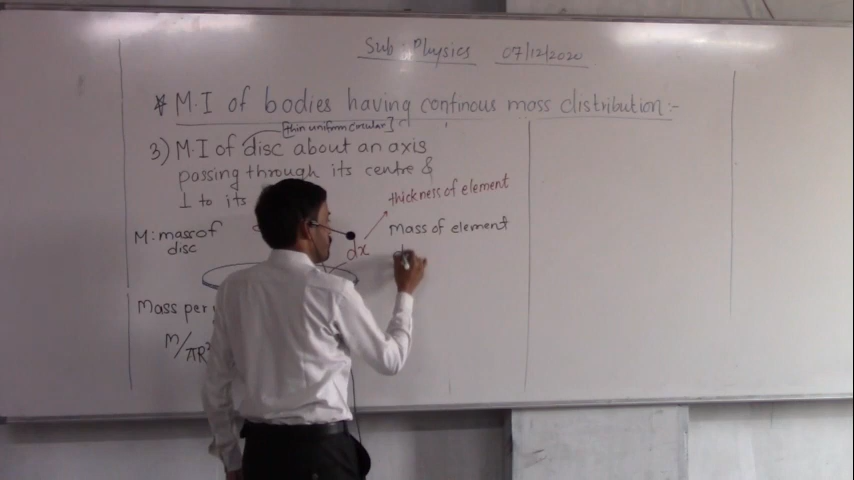 Sub : Physics 07/12/2020
* M.I of bodies having continous mass distribution:-
[thin uniform circular]
3) M.I of disc about an axis
passing through its centre &
⊥ to its
thickness of element
M: mass of
disc
dx
Mass of element
Mass per
M/πR²